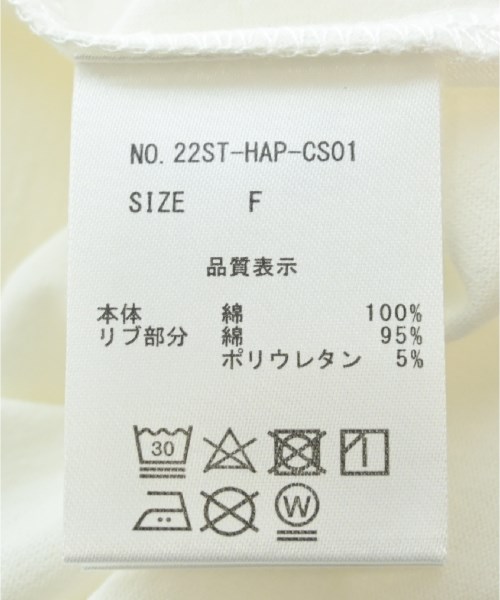 NO. 22ST-HAP-CS01
SIZE F
品質表示
本体 綿 100%
リブ部分 綿 95%
ポリウレタン 5%
30
W